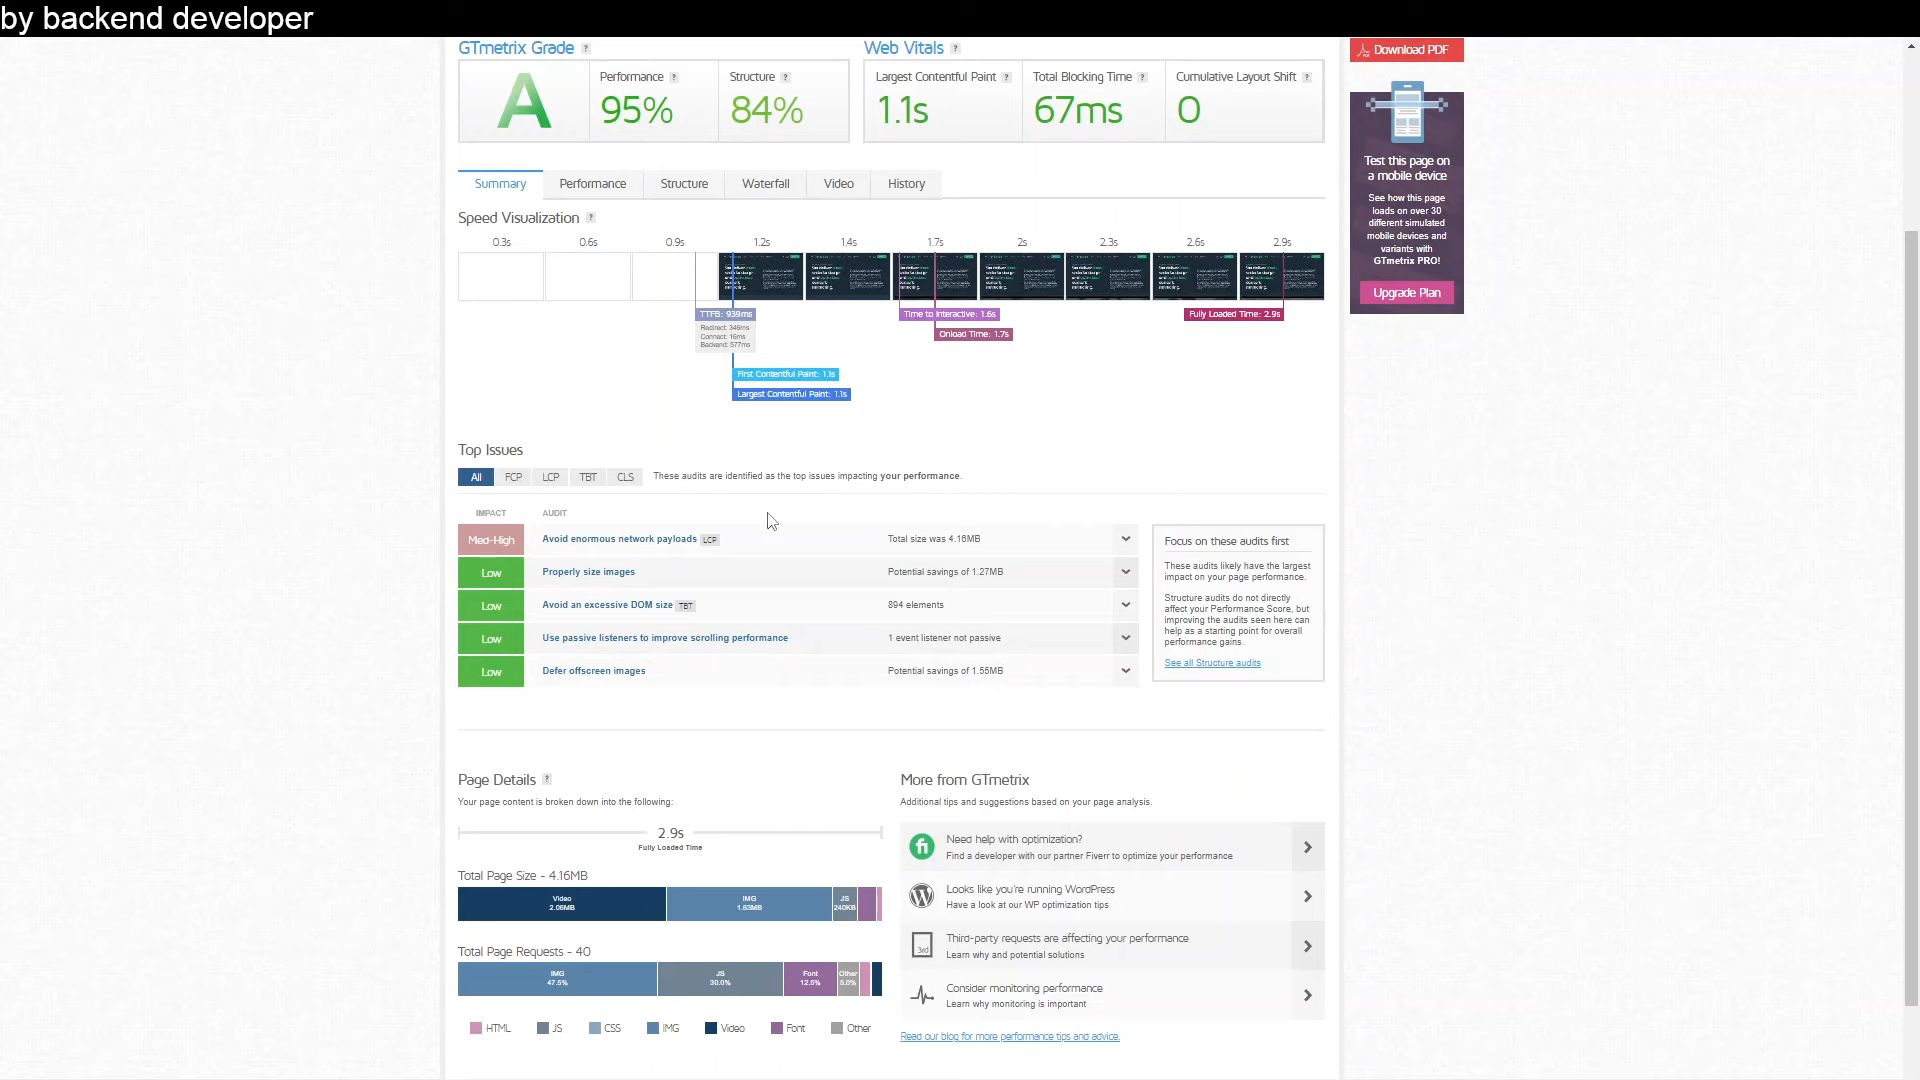 by backend developer
GTmetrix Grade ?
Web Vitals ?
Download PDF
A
Performance ?
95%
Structure ?
84%
Largest Contentful Paint ?
1.1s
Total Blocking Time ?
67ms
Cumulative Layout Shift ?
0
Test this page on
a mobile device
See how this page
loads on over 30
different simulated
mobile devices and
variants with
GTmetrix PRO!
Upgrade Plan
Summary
Performance
Structure
Waterfall
Video
History
Speed Visualization ?
0.3s
0.6s
0.9s
1.2s
1.4s
1.7s
2s
2.3s
2.6s
2.9s
TTFB: 939ms
Redirect: 346ms
Connect: 16ms
Backend: 577ms
Time to Interactive: 1.6s
Onload Time: 1.7s
Fully Loaded Time: 2.9s
First Contentful Paint: 1.1s
Largest Contentful Paint: 1.1s
Top Issues
All
FCP
LCP
TBT
CLS
These audits are identified as the top issues impacting your performance.
IMPACT
AUDIT
Med-High
Avoid enormous network payloads LCP
Total size was 4.16MB
Low
Properly size images
Potential savings of 1.27MB
Low
Avoid an excessive DOM size TBT
894 elements
Low
Use passive listeners to improve scrolling performance
1 event listener not passive
Low
Defer offscreen images
Potential savings of 1.55MB
Focus on these audits first
These audits likely have the largest
impact on your page performance.
Structure audits do not directly
affect your Performance Score, but
improving the audits seen here can
help as a starting point for overall
performance gains.
See all Structure audits
Page Details ?
Your page content is broken down into the following:
2.9s
Fully Loaded Time
Total Page Size - 4.16MB
Video
2.06MB
IMG
1.63MB
JS
240KB
Total Page Requests - 40
IMG
47.5%
JS
30.0%
Font
12.5%
Other
5.0%
HTML
JS
CSS
IMG
Video
Font
Other
More from GTmetrix
Additional tips and suggestions based on your page analysis.
Need help with optimization?
Find a developer with our partner Fiverr to optimize your performance
Looks like you're running WordPress
Have a look at our WP optimization tips
3rd
Third-party requests are affecting your performance
Learn why and potential solutions
Consider monitoring performance
Learn why monitoring is important
Read our blog for more performance tips and advice.